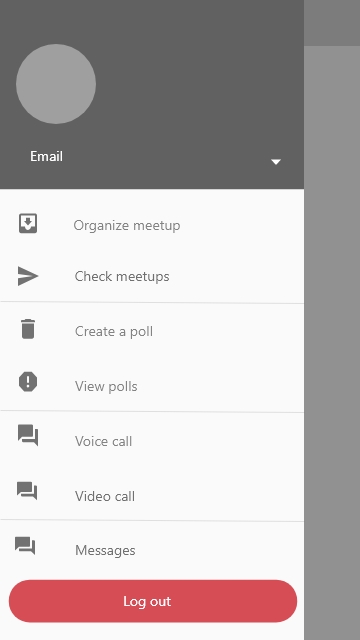 Email
Organize meetup
Check meetups
Create a poll
View polls
Voice call
Video call
Messages
Log out